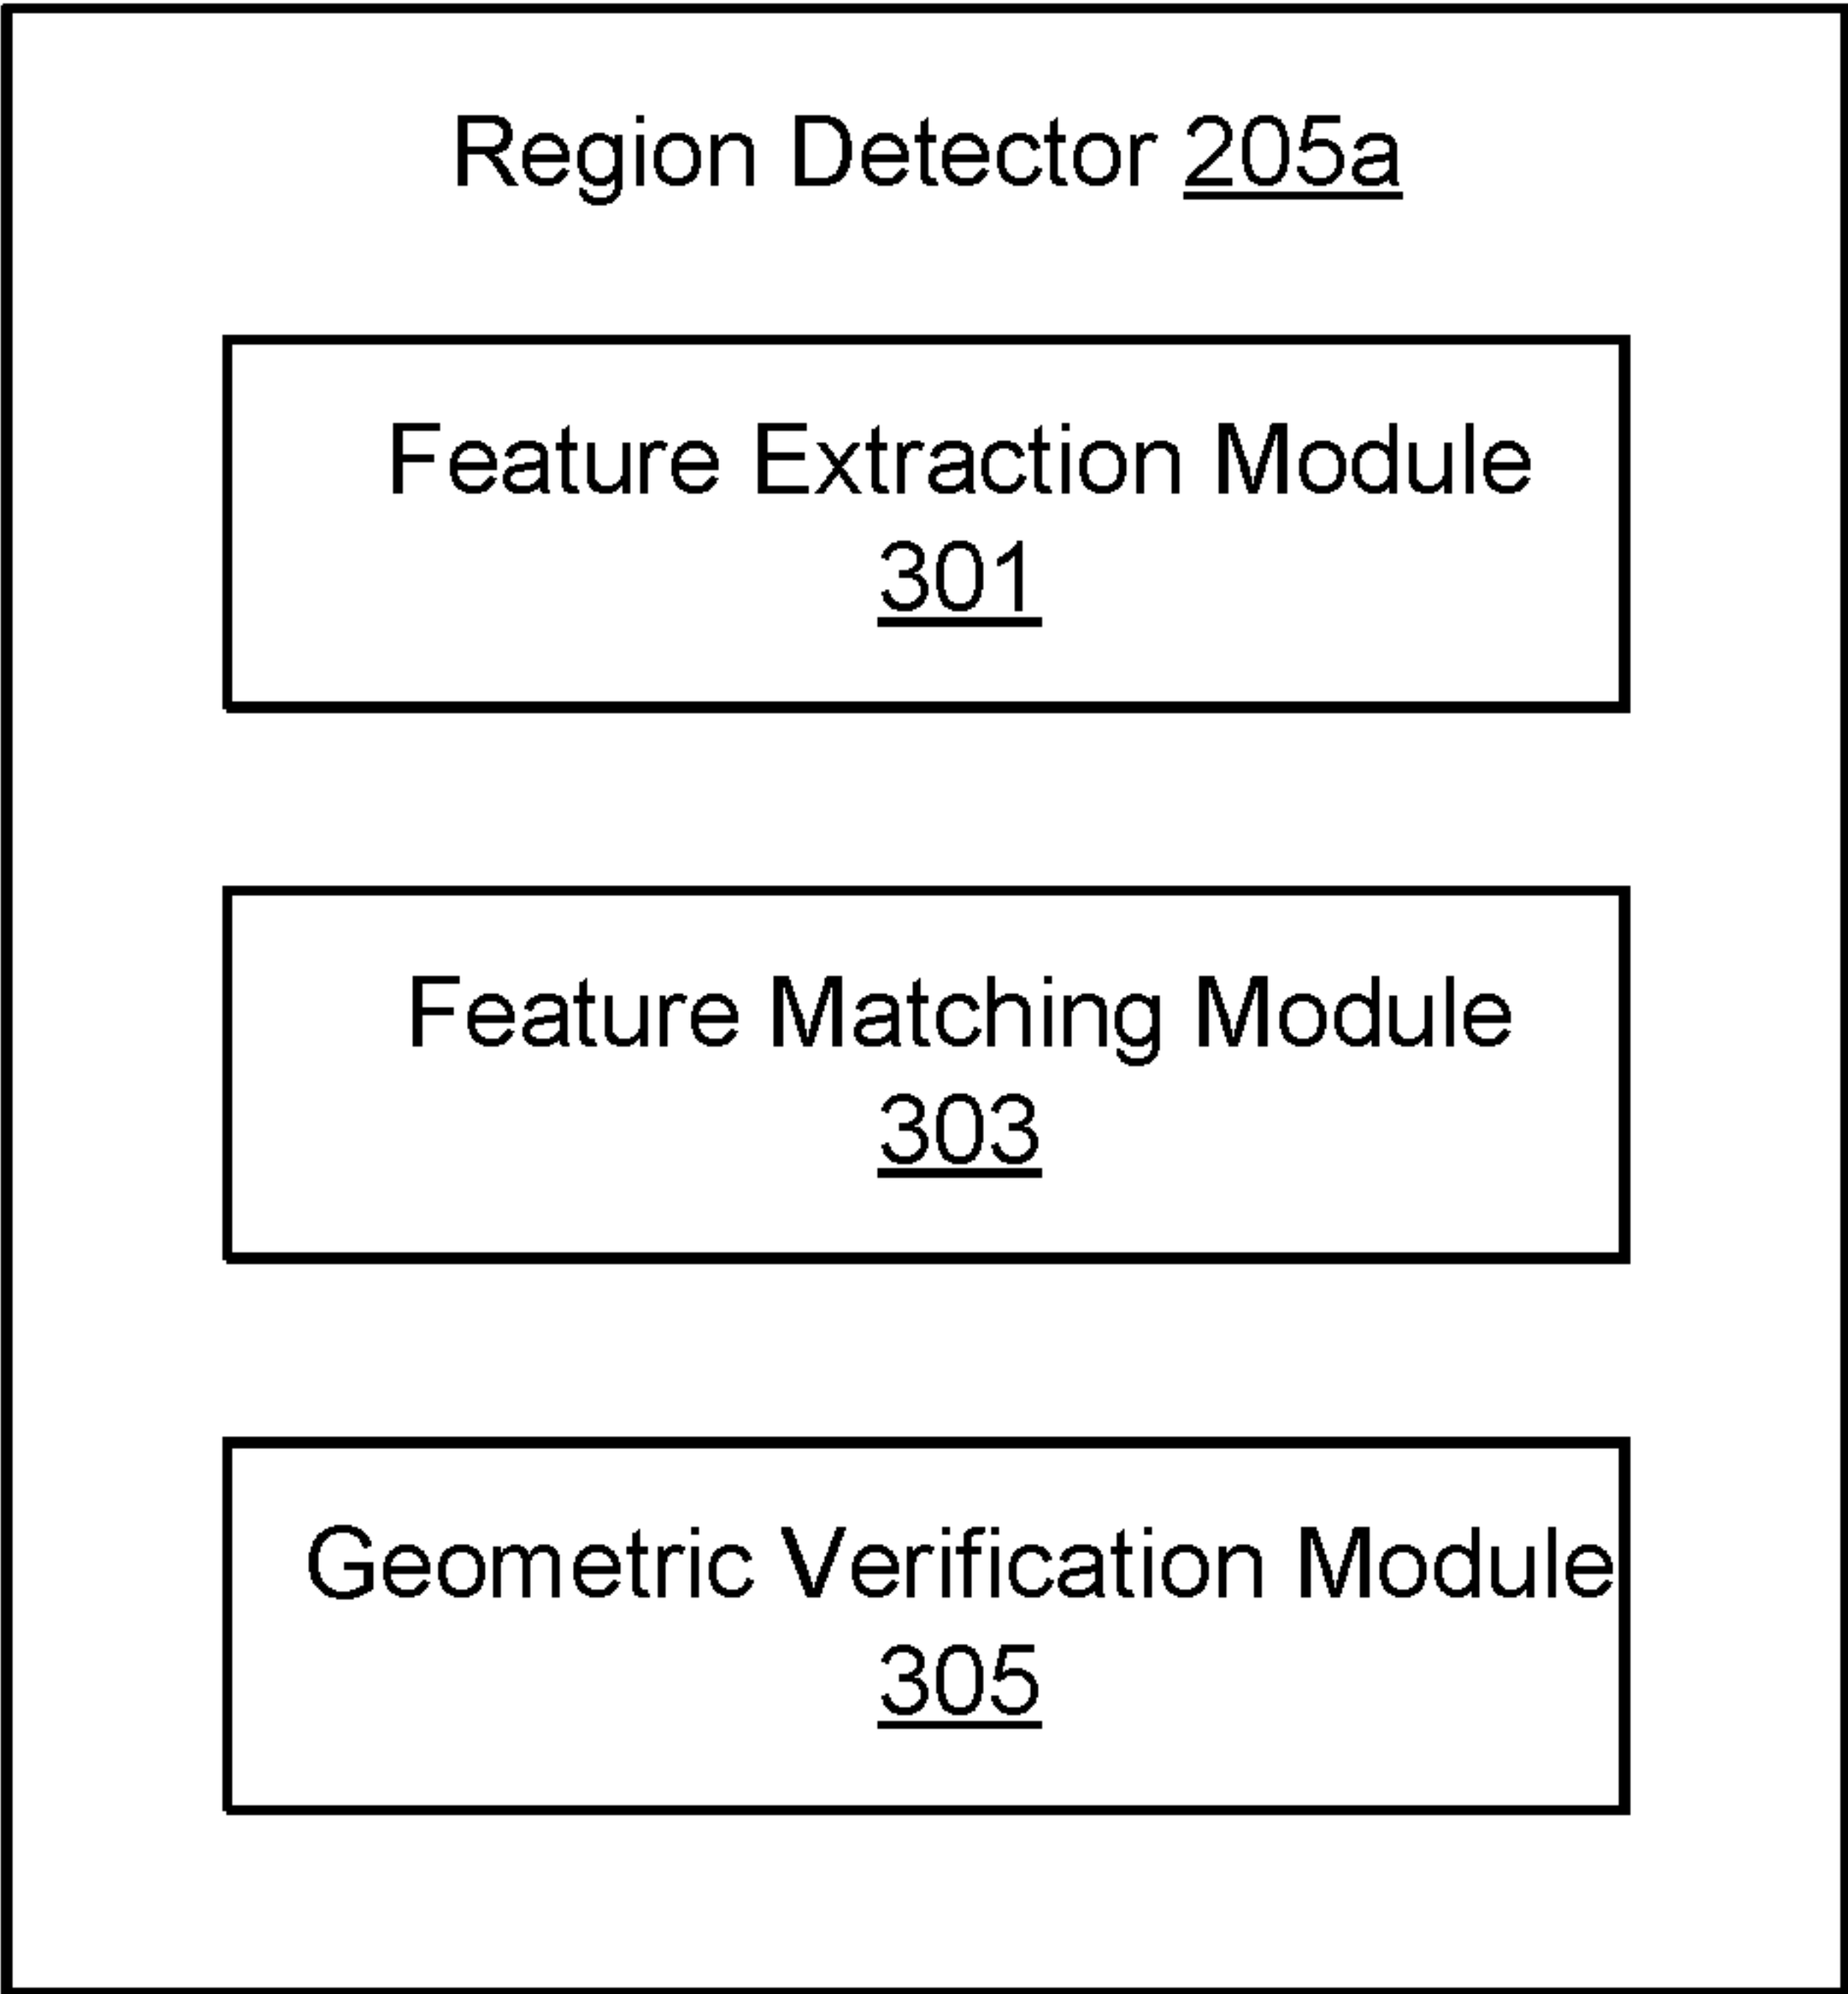 Region Detector 205a
Feature Extraction Module
301
Feature Matching Module
303
Geometric Verification Module
305